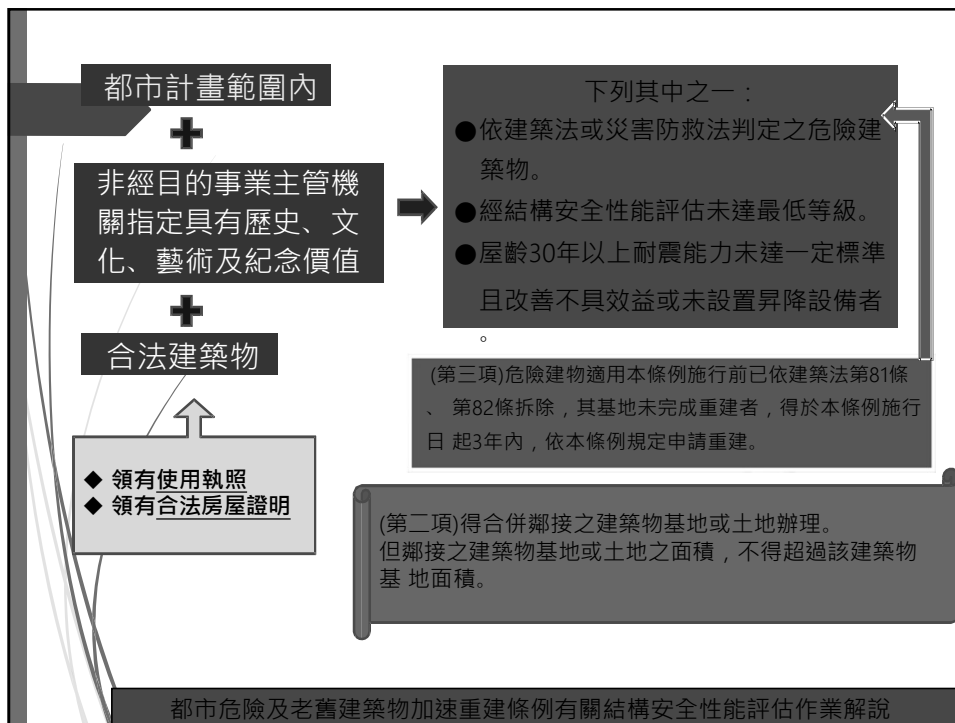 都市計畫範圍內
非經目的事業主管機
關指定具有歷史、文
化、藝術及紀念價值
合法建築物
◆ 領有使用執照
◆ 領有合法房屋證明
下列其中之一：
●依建築法或災害防救法判定之危險建
築物。
●經結構安全性能評估未達最低等級。
●屋齡30年以上耐震能力未達一定標準
且改善不具效益或未設置昇降設備者
。
(第三項)危險建物適用本條例施行前已依建築法第81條
、 第82條拆除，其基地未完成重建者，得於本條例施行
日 起3年內，依本條例規定申請重建。
(第二項)得合併鄰接之建築物基地或土地辦理。
但鄰接之建築物基地或土地之面積，不得超過該建築物
基 地面積。
都市危險及老舊建築物加速重建條例有關結構安全性能評估作業解說